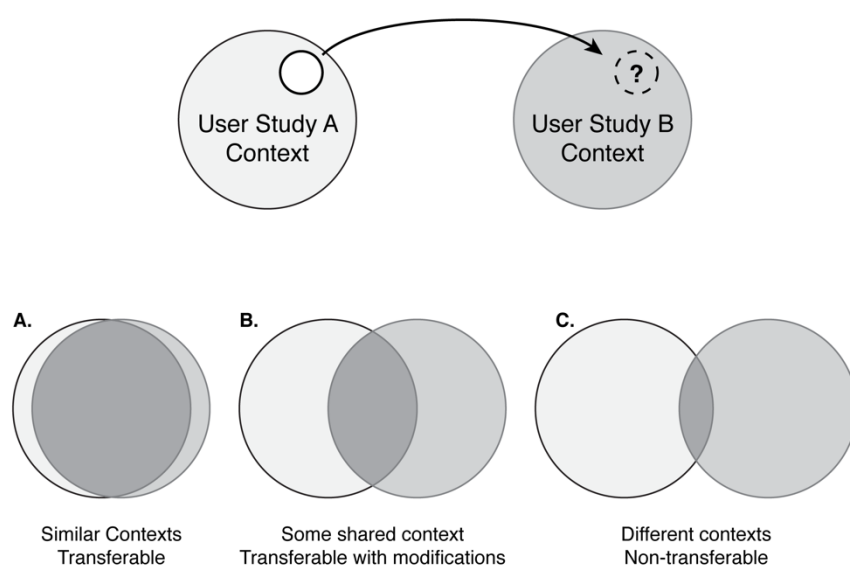 ?
User Study A
Context
User Study B
Context
A.
B.
C.
Similar Contexts
Transferable
Some shared context
Transferable with modifications
Different contexts
Non-transferable